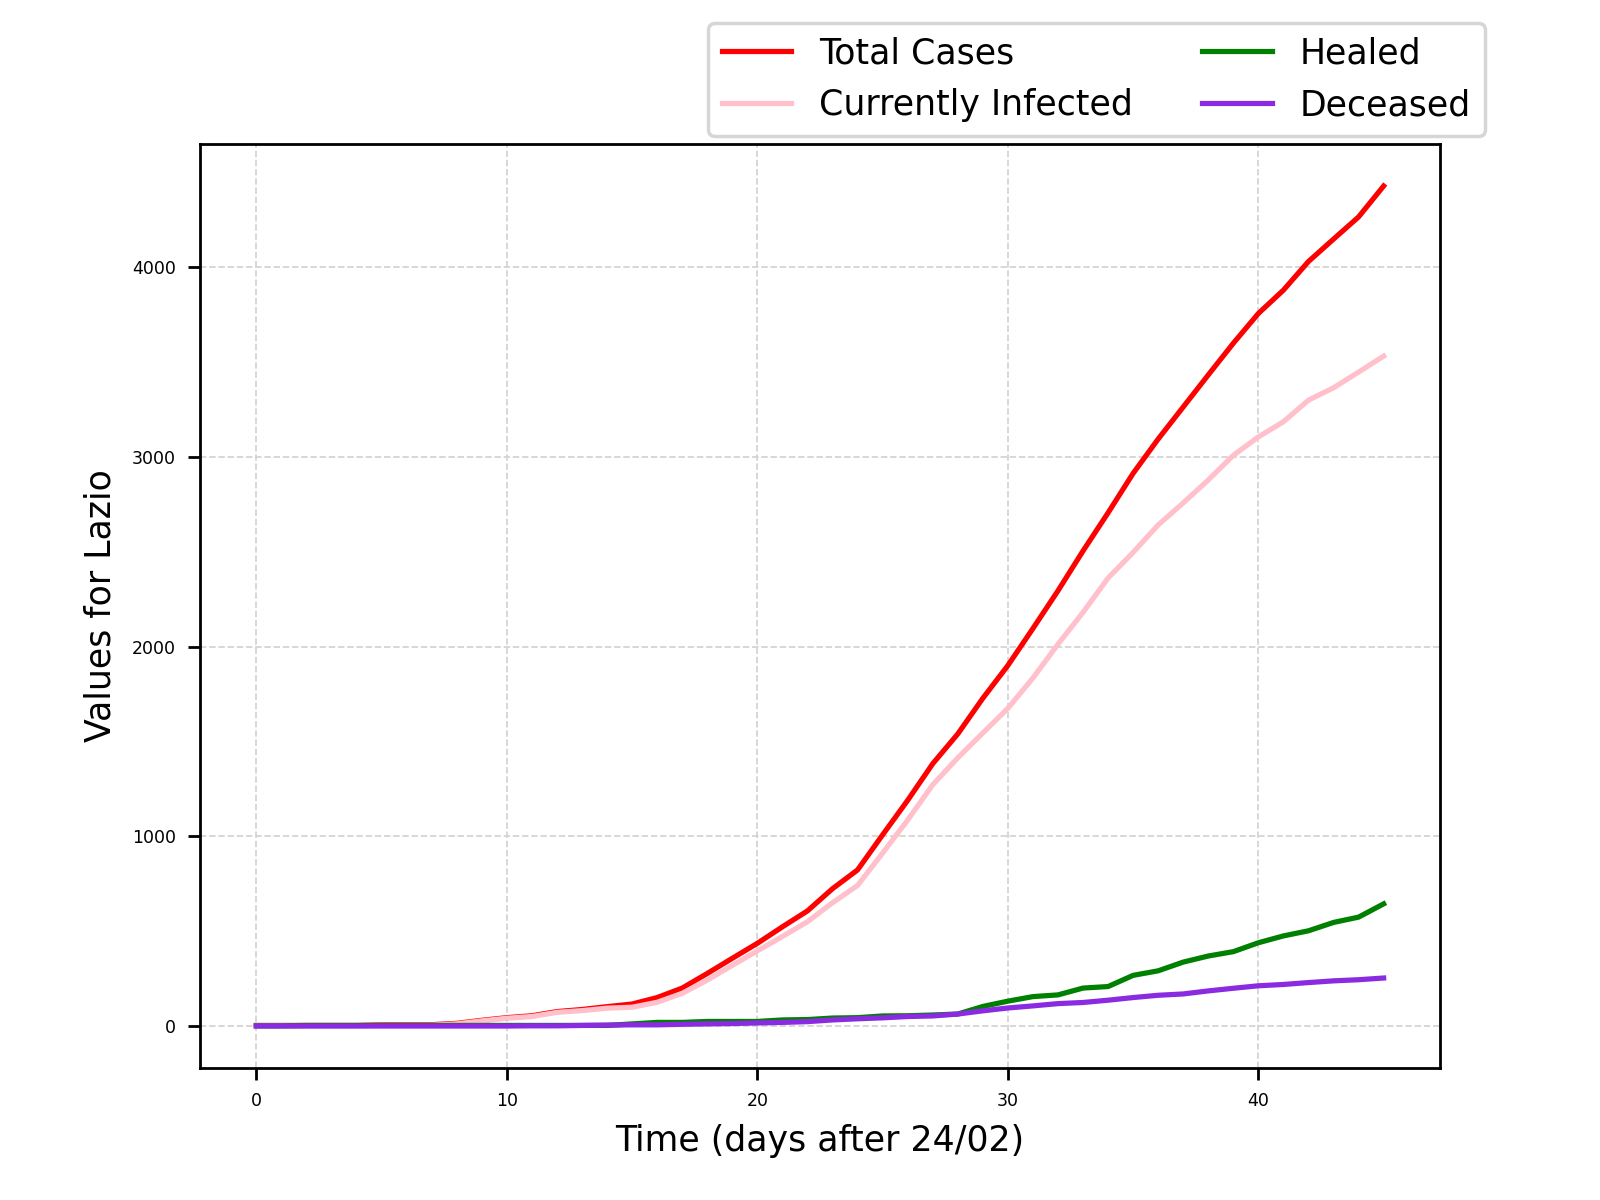 Total Cases
Currently Infected
Healed
Deceased
Values for Lazio
4000
3000
2000
1000
0
0 10 20 30 40
Time (days after 24/02)